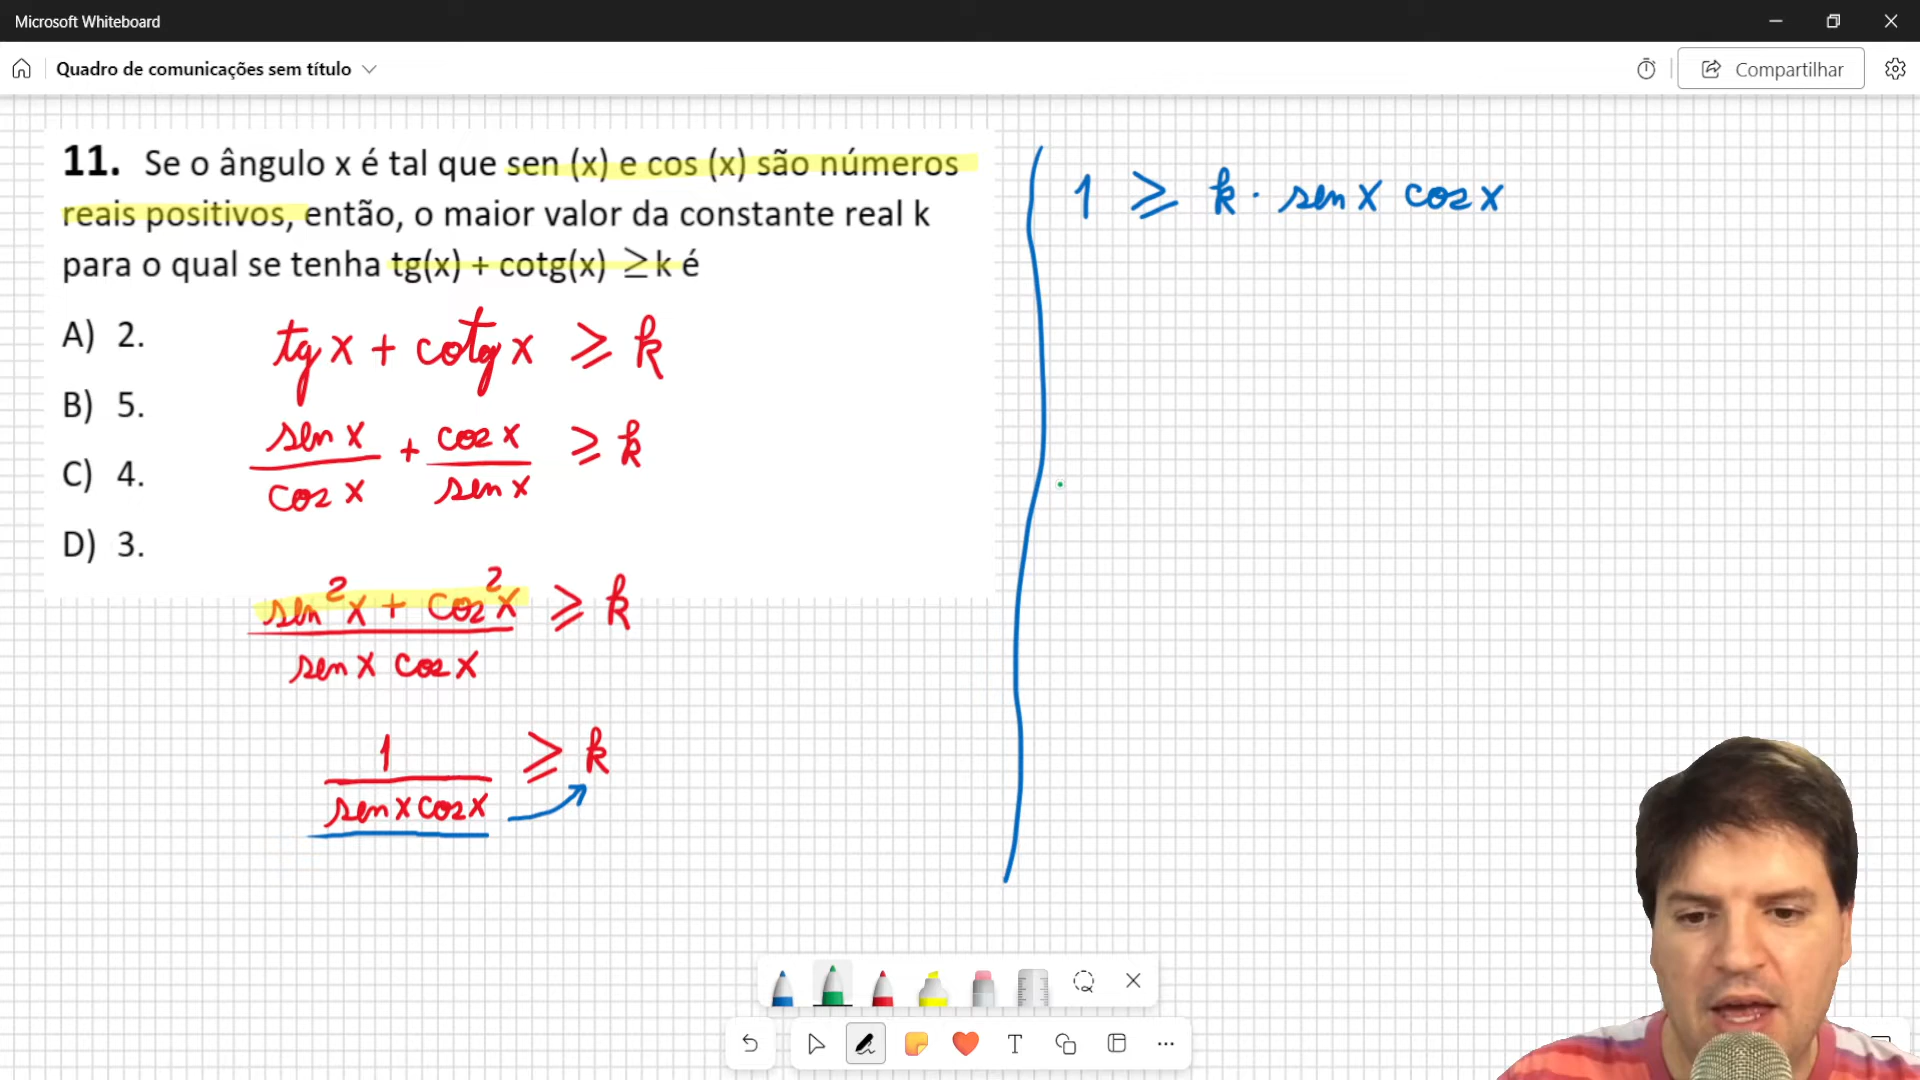 Microsoft Whiteboard
Quadro de comunicações sem título
Compartilhar
11. Se o ângulo x é tal que sen (x) e cos (x) são números
reais positivos, então, o maior valor da constante real k
para o qual se tenha tg(x) + cotg(x) ≥k é
A) 2.
B) 5.
C) 4.
D) 3.
tg x + cotg x ≥ k
sen x / cos x + cos x / sen x ≥ k
sen²x + cos²x / sen x cos x ≥ k
1 / sen x cos x ≥ k
1 ≥ k · sen x cos x